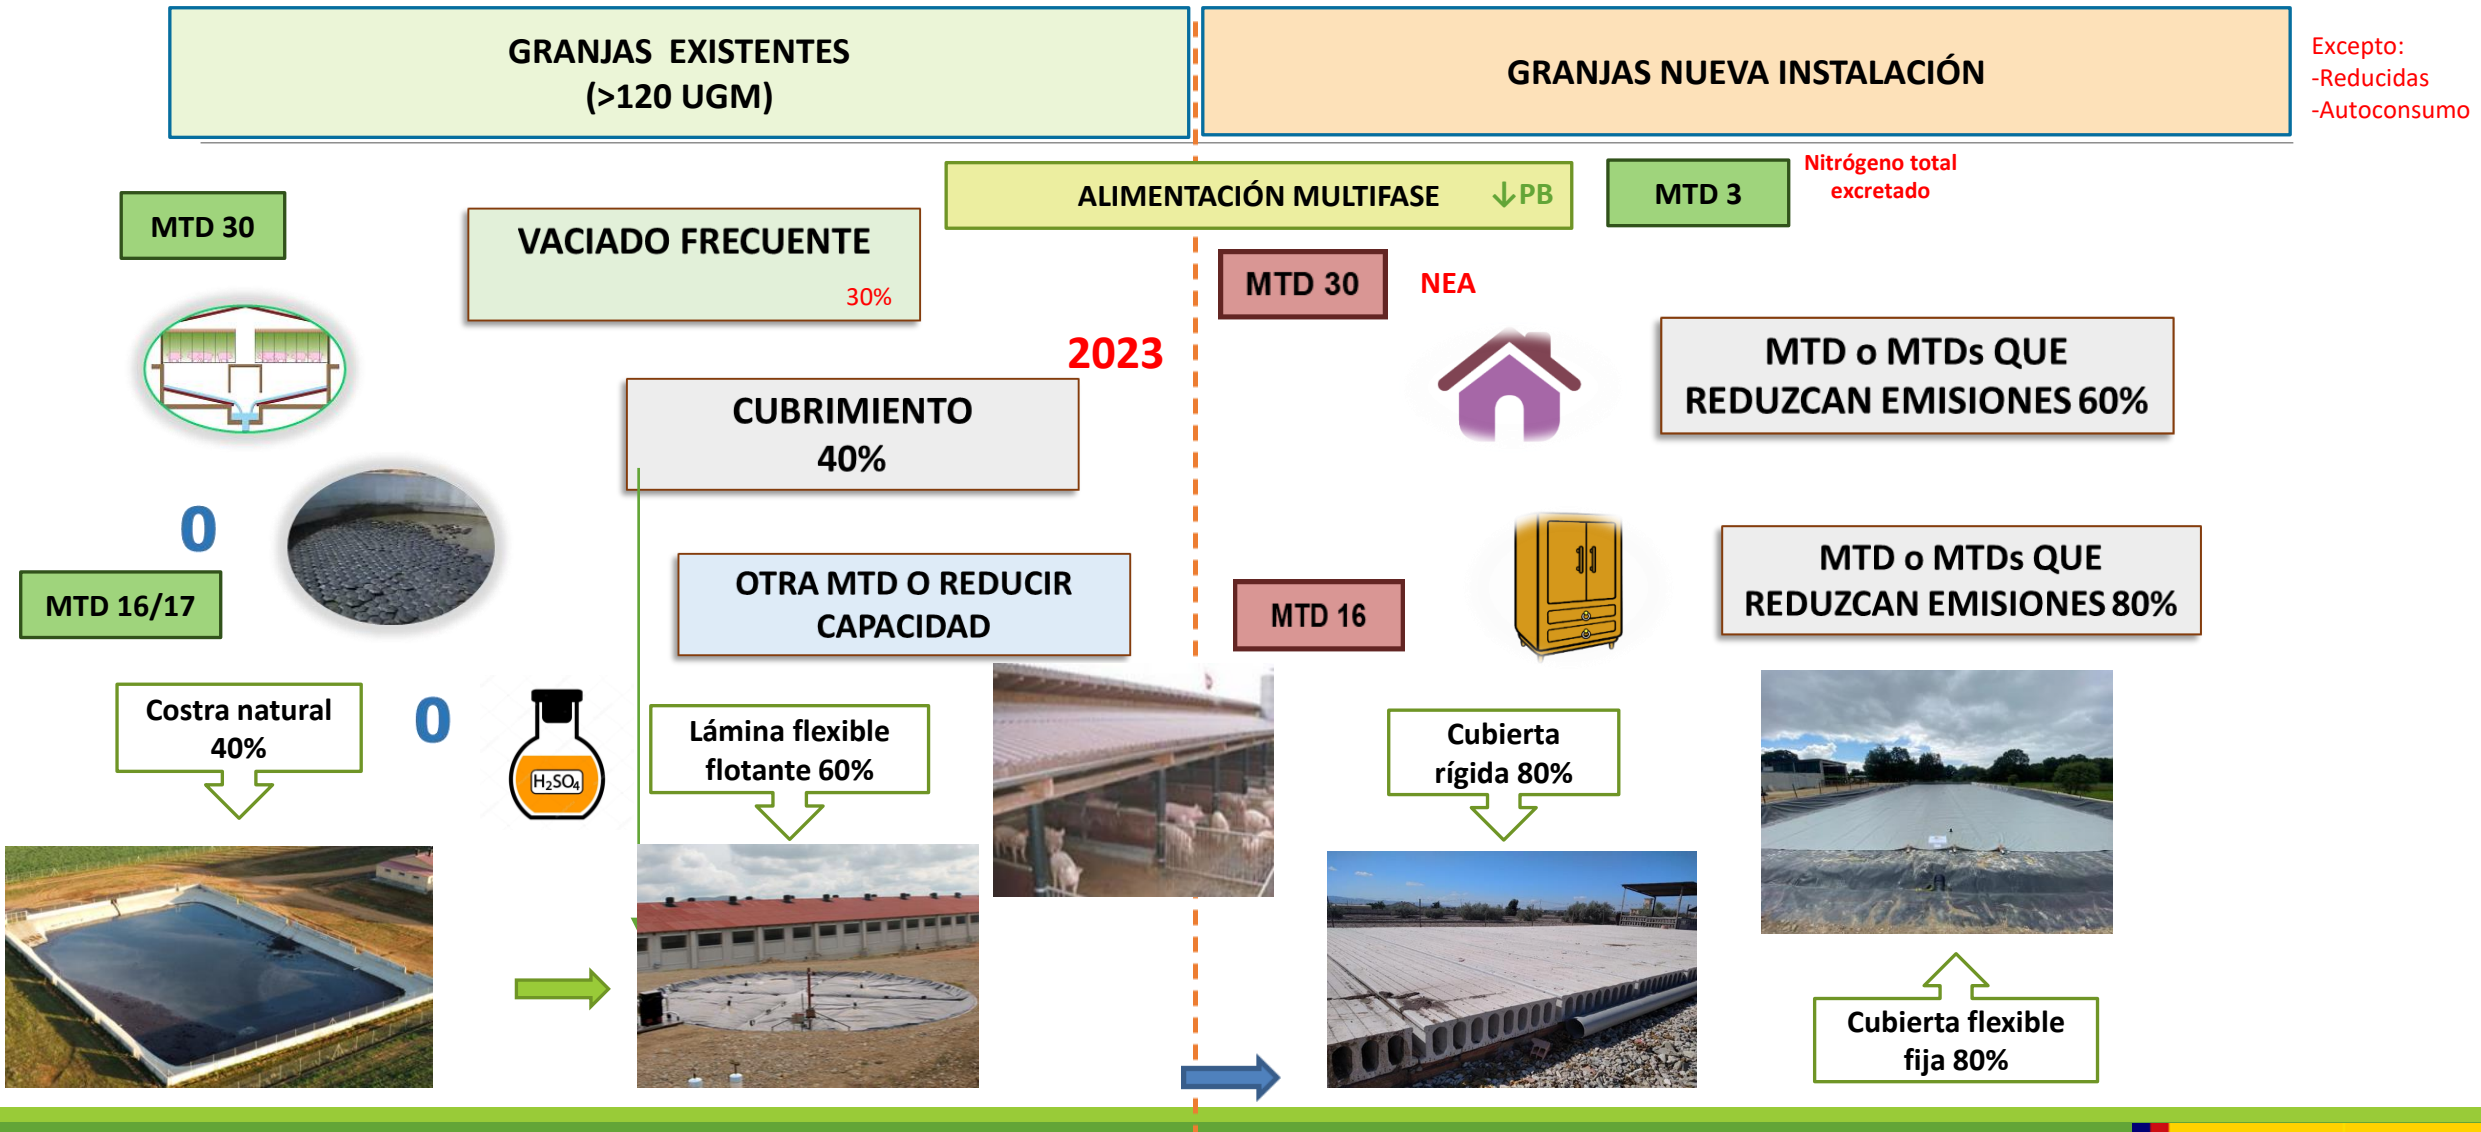 GRANJAS EXISTENTES
(>120 UGM)
GRANJAS NUEVA INSTALACIÓN
Excepto:
-Reducidas
-Autoconsumo
ALIMENTACIÓN MULTIFASE ↓PB
MTD 3
Nitrógeno total
excretado
MTD 30
VACIADO FRECUENTE
30%
2023
CUBRIMIENTO
40%
0
MTD 16/17
OTRA MTD O REDUCIR
CAPACIDAD
Costra natural
40%
0
H₂SO₄
Lámina flexible
flotante 60%
MTD 30
NEA
MTD o MTDs QUE
REDUZCAN EMISIONES 60%
MTD 16
MTD o MTDs QUE
REDUZCAN EMISIONES 80%
Cubierta
rígida 80%
Cubierta flexible
fija 80%